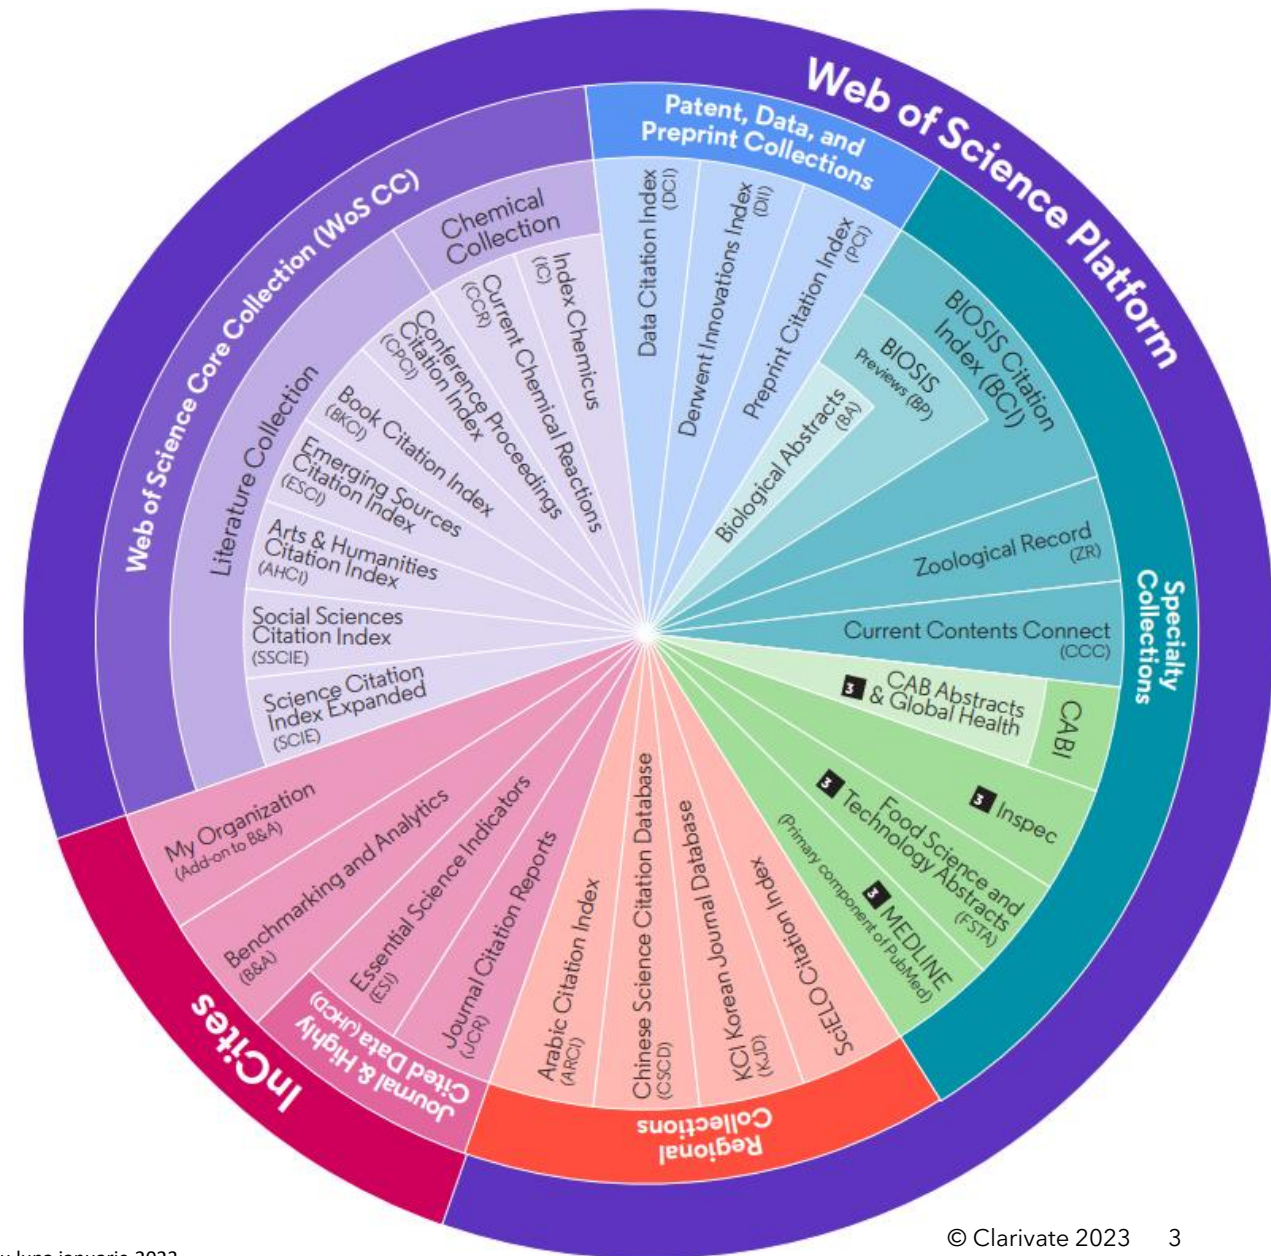 Web of Science Platform
Patent, Data, and
Preprint Collections
Data Citation Index
(DCI)
Derwent Innovations Index
(DII)
Preprint Citation Index
(PCI)
Specialty
Collections
BIOSIS Citation
Index (BCI)
BIOSIS
Previews (BP)
Biological Abstracts
(BA)
Zoological Record
(ZR)
Current Contents Connect
(CCC)
CABI
3 CAB Abstracts
& Global Health
3 Inspec
3 Food Science and
Technology Abstracts
(FSTA)
3 MEDLINE
(Primary component of PubMed)
Regional
Collections
SciELO Citation Index
KCI Korean Journal Database
(KJD)
Chinese Science Citation Database
(CSCD)
Arabic Citation Index
(ARCI)
InCites
Journal & Highly
Cited Data (JHCD)
Journal Citation Reports
(JCR)
Essential Science Indicators
(ESI)
Benchmarking and Analytics
(B&A)
My Organization
(Add-on to B&A)
Web of Science Core Collection (WoS CC)
Literature Collection
Science Citation
Index Expanded
(SCIE)
Social Sciences
Citation Index
(SSCIE)
Arts & Humanities
Citation Index
(AHCI)
Emerging Sources
Citation Index
(ESCI)
Book Citation Index
(BKCI)
Conference Proceedings
Citation Index
(CPCI)
Chemical
Collection
Current Chemical Reactions
(CCR)
Index Chemicus
(IC)
© Clarivate 2023 3